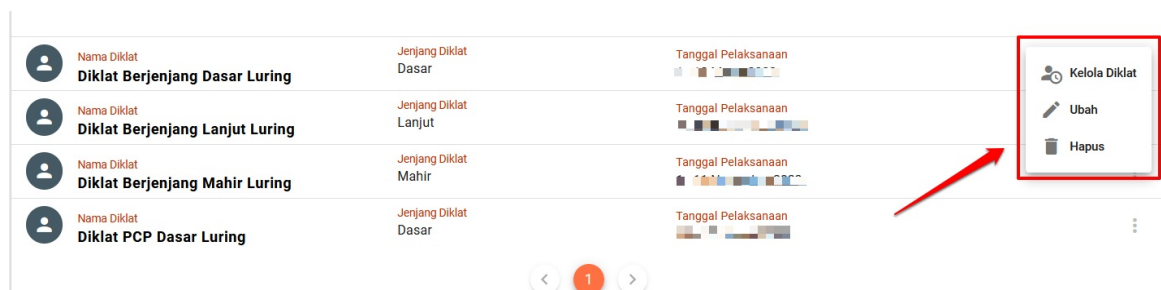 Nama Diklat
Diklat Berjenjang Dasar Luring
Jenjang Diklat
Dasar
Tanggal Pelaksanaan
Nama Diklat
Diklat Berjenjang Lanjut Luring
Jenjang Diklat
Lanjut
Tanggal Pelaksanaan
Nama Diklat
Diklat Berjenjang Mahir Luring
Jenjang Diklat
Mahir
Tanggal Pelaksanaan
Nama Diklat
Diklat PCP Dasar Luring
Jenjang Diklat
Dasar
Tanggal Pelaksanaan
Kelola Diklat
Ubah
Hapus
1